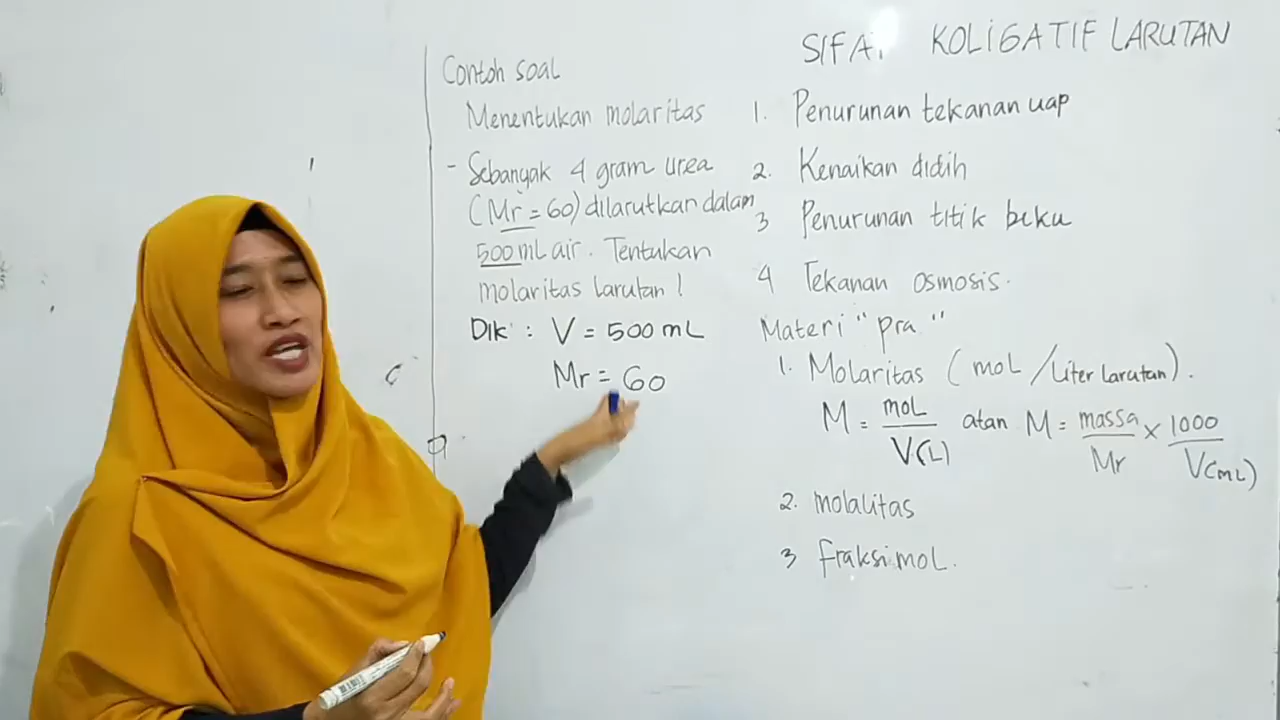 Contoh soal
Menentukan molaritas
- Sebanyak 4 gram urea
(Mr = 60) dilarutkan dalam
500 mL air. Tentukan
molaritas larutan !
Dik : V = 500 mL
Mr = 60
SIFA KOLIGATIF LARUTAN
1. Penurunan tekanan uap
2. Kenaikan didih
3 Penurunan titik beku
4 Tekanan osmosis.
Materi "pra"
1. Molaritas (mol /liter larutan).
M = mol / V(L) atau M = massa / Mr x 1000 / V(mL)
2. molalitas
3 fraksi mol.